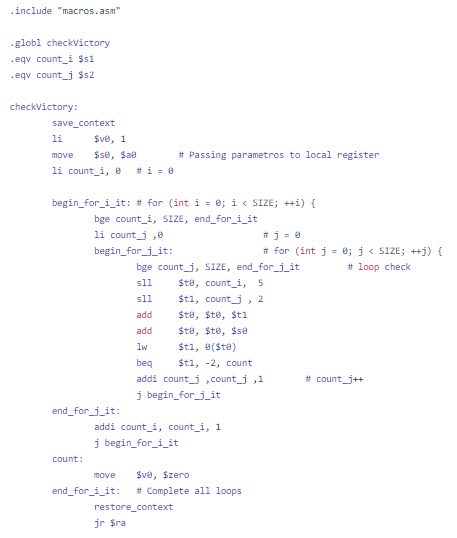 .include "macros.asm"

.globl checkVictory
.eqv count_i $s1
.eqv count_j $s2

checkVictory:
        save_context
        li      $v0, 1
        move    $s0, $a0        # Passing parametros to local register
        li count_i, 0   # i = 0

        begin_for_i_it: # for (int i = 0; i < SIZE; ++i) {
                bge count_i, SIZE, end_for_i_it
                li count_j ,0                   # j = 0
                begin_for_j_it:                 # for (int j = 0; j < SIZE; ++j) {
                        bge count_j, SIZE, end_for_j_it         # loop check
                        sll     $t0, count_i,  5
                        sll     $t1, count_j , 2
                        add     $t0, $t0, $t1
                        add     $t0, $t0, $s0
                        lw      $t1, 0($t0)
                        beq     $t1, -2, count
                        addi count_j ,count_j ,1        # count_j++
                        j begin_for_j_it
        end_for_j_it:
                addi count_i, count_i, 1
                j begin_for_i_it
        count:
                move    $v0, $zero
        end_for_i_it:   # Complete all loops
                restore_context
                jr $ra